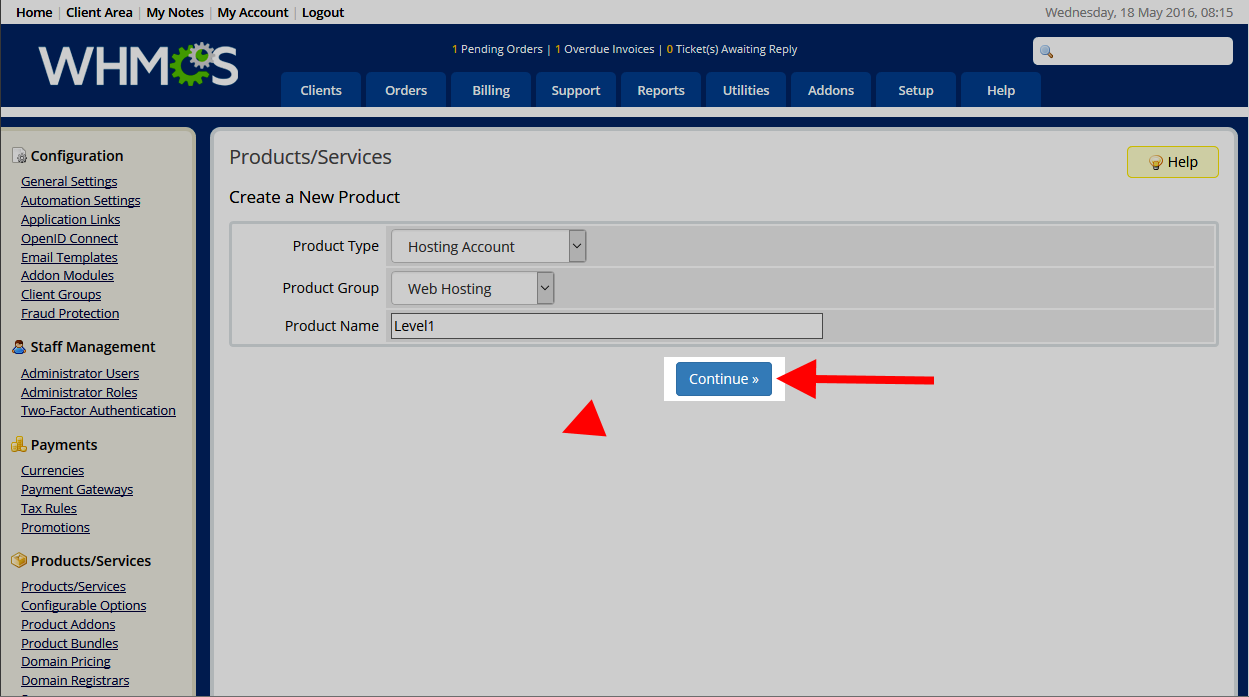 Home | Client Area | My Notes | My Account | Logout
Wednesday, 18 May 2016, 08:15
WHMCS
1 Pending Orders | 1 Overdue Invoices | 0 Ticket(s) Awaiting Reply
Clients Orders Billing Support Reports Utilities Addons Setup Help
Configuration
General Settings
Automation Settings
Application Links
OpenID Connect
Email Templates
Addon Modules
Client Groups
Fraud Protection
Staff Management
Administrator Users
Administrator Roles
Two-Factor Authentication
Payments
Currencies
Payment Gateways
Tax Rules
Promotions
Products/Services
Products/Services
Configurable Options
Product Addons
Product Bundles
Domain Pricing
Domain Registrars
Products/Services
Help
Create a New Product
Product Type Hosting Account
Product Group Web Hosting
Product Name Level1
Continue »